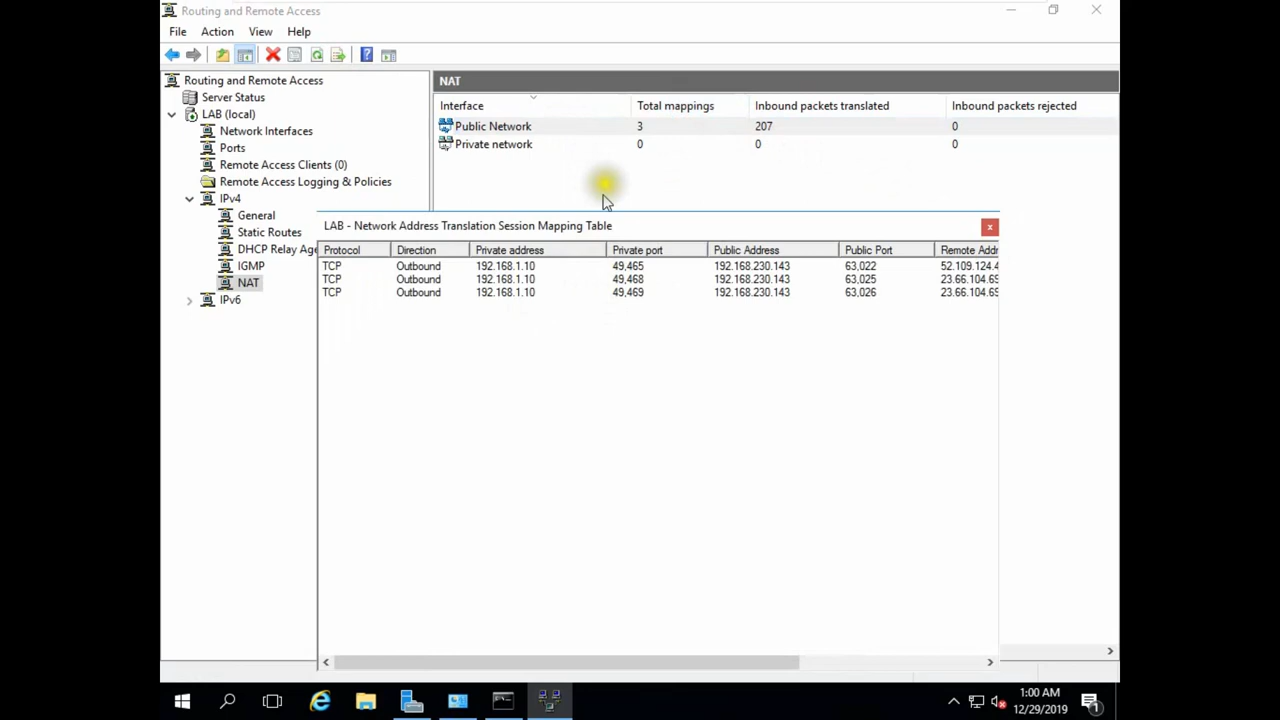 Routing and Remote Access
File Action View Help
Routing and Remote Access
Server Status
LAB (local)
Network Interfaces
Ports
Remote Access Clients (0)
Remote Access Logging & Policies
IPv4
General
Static Routes
DHCP Relay Age
IGMP
NAT
IPv6
NAT
Interface Total mappings Inbound packets translated Inbound packets rejected
Public Network 3 207 0
Private network 0 0 0
LAB - Network Address Translation Session Mapping Table
Protocol Direction Private address Private port Public Address Public Port Remote Addr
TCP Outbound 192.168.1.10 49,465 192.168.230.143 63,022 52.109.124.4
TCP Outbound 192.168.1.10 49,468 192.168.230.143 63,025 23.66.104.69
TCP Outbound 192.168.1.10 49,469 192.168.230.143 63,026 23.66.104.69
1:00 AM
12/29/2019
1